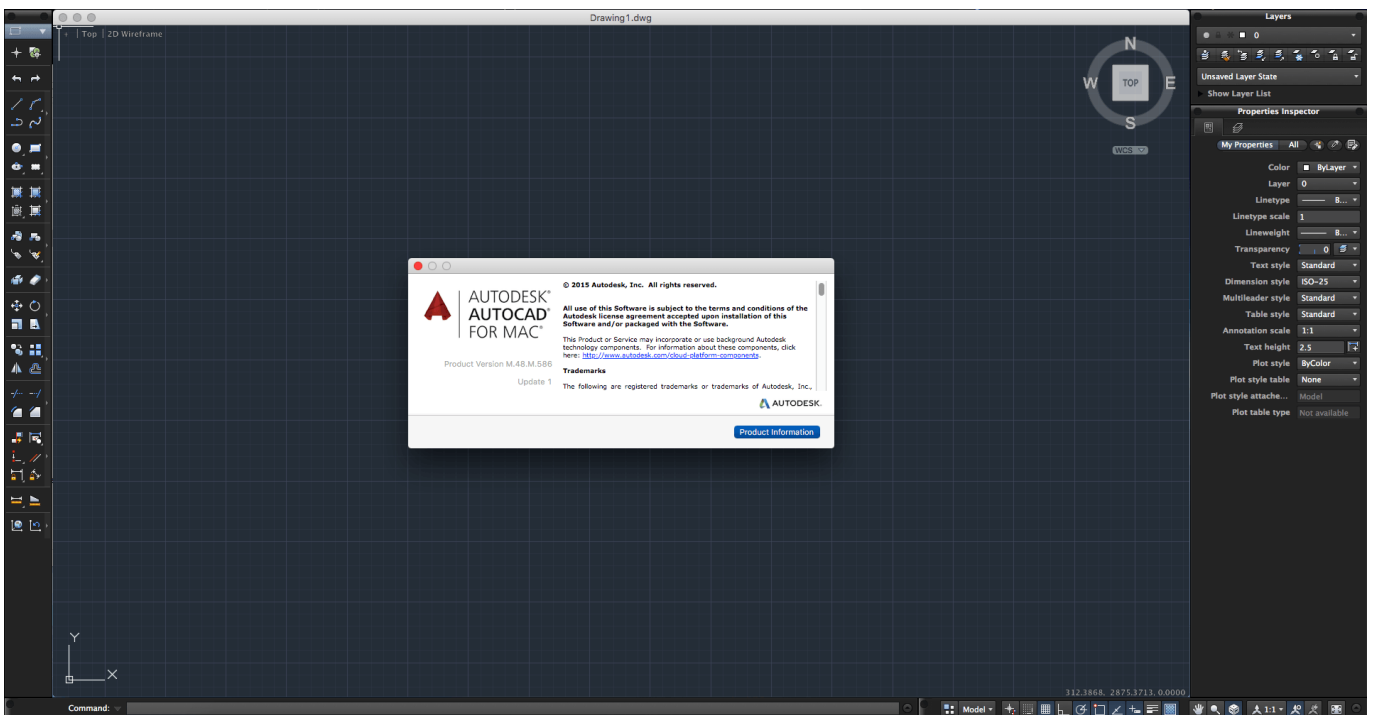 Drawing1.dwg
+ | Top | 2D Wireframe
N
W
TOP
E
S
WCS
AUTODESK®
AUTOCAD®
FOR MAC®
Product Version M.48.M.586
Update 1
© 2015 Autodesk, Inc. All rights reserved.
All use of this Software is subject to the terms and conditions of the
Autodesk license agreement accepted upon installation of this
Software and/or packaged with the Software.
This Product or Service may incorporate or use background Autodesk
technology components. For information about these components, click
here: http://www.autodesk.com/cloud-platform-components.
Trademarks
The following are registered trademarks or trademarks of Autodesk, Inc.,
AUTODESK.
Product Information
Y
X
312.3868, 2875.3713, 0.0000
Command:
Model
1:1
Layers
0
Unsaved Layer State
Show Layer List
Properties Inspector
My Properties All
Color ByLayer
Layer 0
Linetype B...
Linetype scale 1
Lineweight B...
Transparency 0
Text style Standard
Dimension style ISO-25
Multileader style Standard
Table style Standard
Annotation scale 1:1
Text height 2.5
Plot style ByColor
Plot style table None
Plot style attache... Model
Plot table type Not available